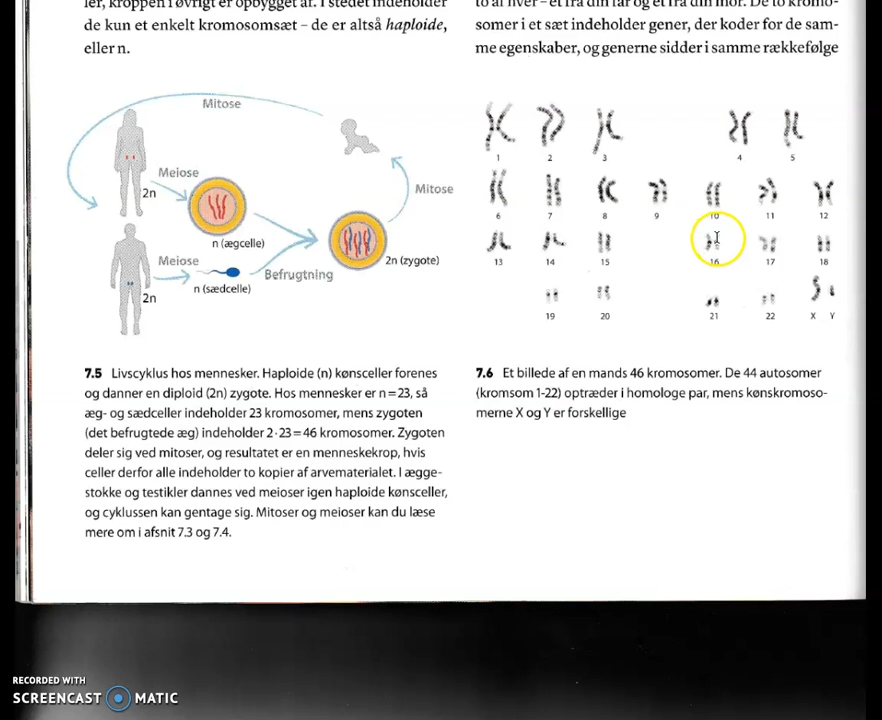 ler, kroppen i øvrigt er opbygget af. I stedet indeholder
de kun et enkelt kromosomsæt – de er altså haploide,
eller n.
to af hver – et fra din far og et fra din mor. De to kromo-
somer i et sæt indeholder gener, der koder for de sam-
me egenskaber, og generne sidder i samme rækkefølge
Mitose
Meiose
2n
n (ægcelle)
Mitose
2n (zygote)
Meiose
n (sædcelle)
Befrugtning
2n
1 2 3 4 5
6 7 8 9 10 11 12
13 14 15 16 17 18
19 20 21 22 X Y
7.5 Livscyklus hos mennesker. Haploide (n) kønsceller forenes
og danner en diploid (2n) zygote. Hos mennesker er n = 23, så
æg- og sædceller indeholder 23 kromosomer, mens zygoten
(det befrugtede æg) indeholder 2·23 = 46 kromosomer. Zygoten
deler sig ved mitoser, og resultatet er en menneskekrop, hvis
celler derfor alle indeholder to kopier af arvematerialet. I ægge-
stokke og testikler dannes ved meioser igen haploide kønsceller,
og cyklussen kan gentage sig. Mitoser og meioser kan du læse
mere om i afsnit 7.3 og 7.4.
7.6 Et billede af en mands 46 kromosomer. De 44 autosomer
(kromsom 1-22) optræder i homologe par, mens kønskromoso-
merne X og Y er forskellige
RECORDED WITH
SCREENCAST MATIC